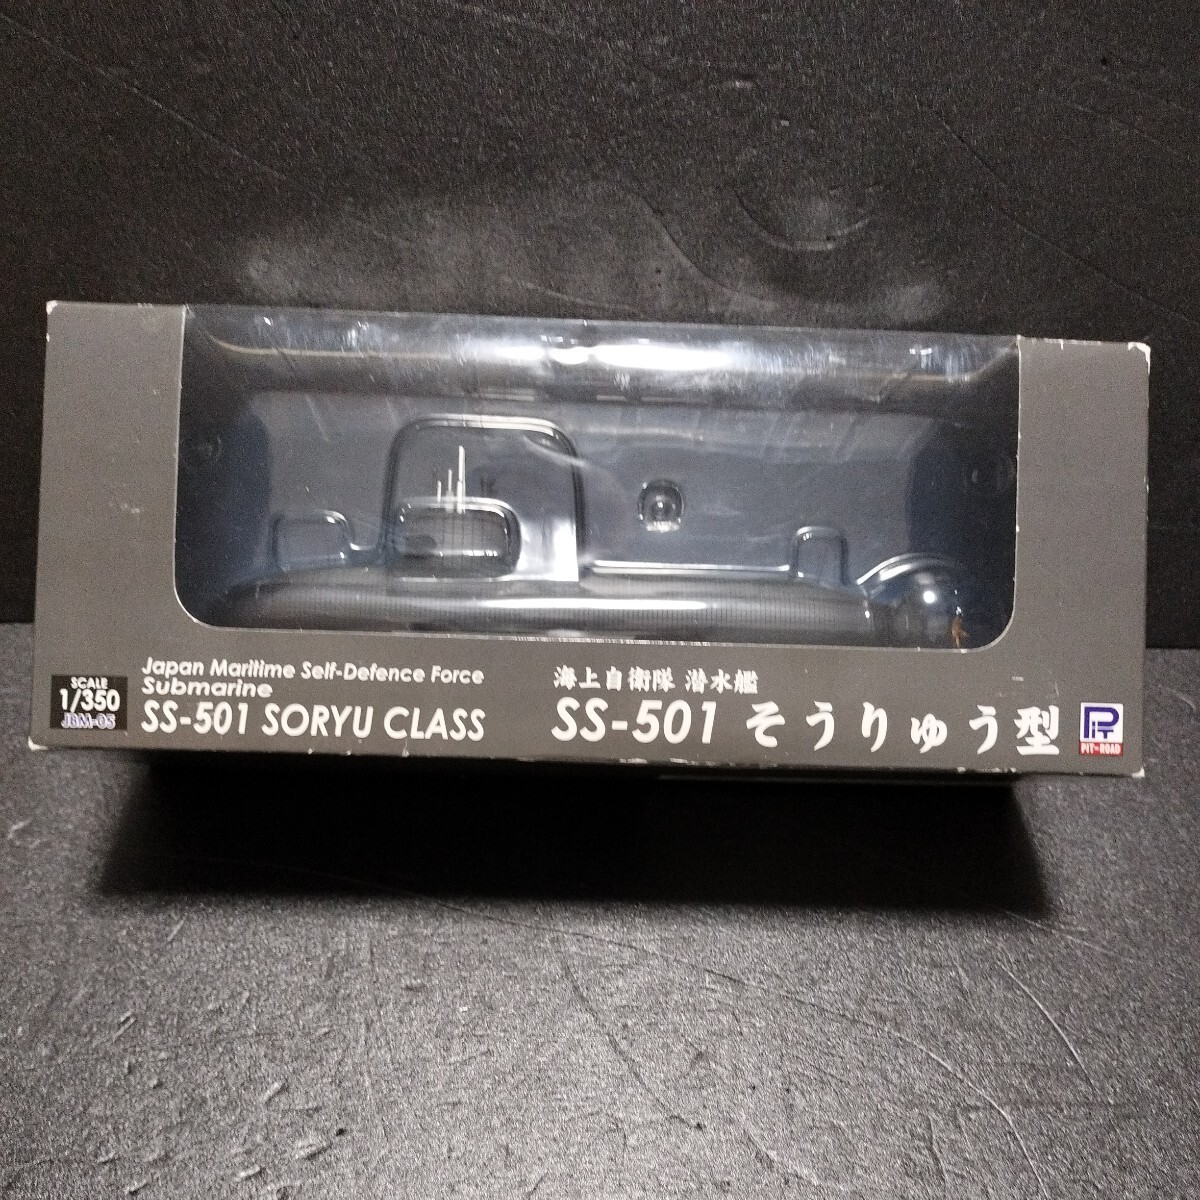 SCALE
1/350
JBM-05
Japan Maritime Self-Defence Force
Submarine
SS-501 SORYU CLASS
海上自衛隊 潜水艦
SS-501 そうりゅう型
PIT
PIT-ROAD